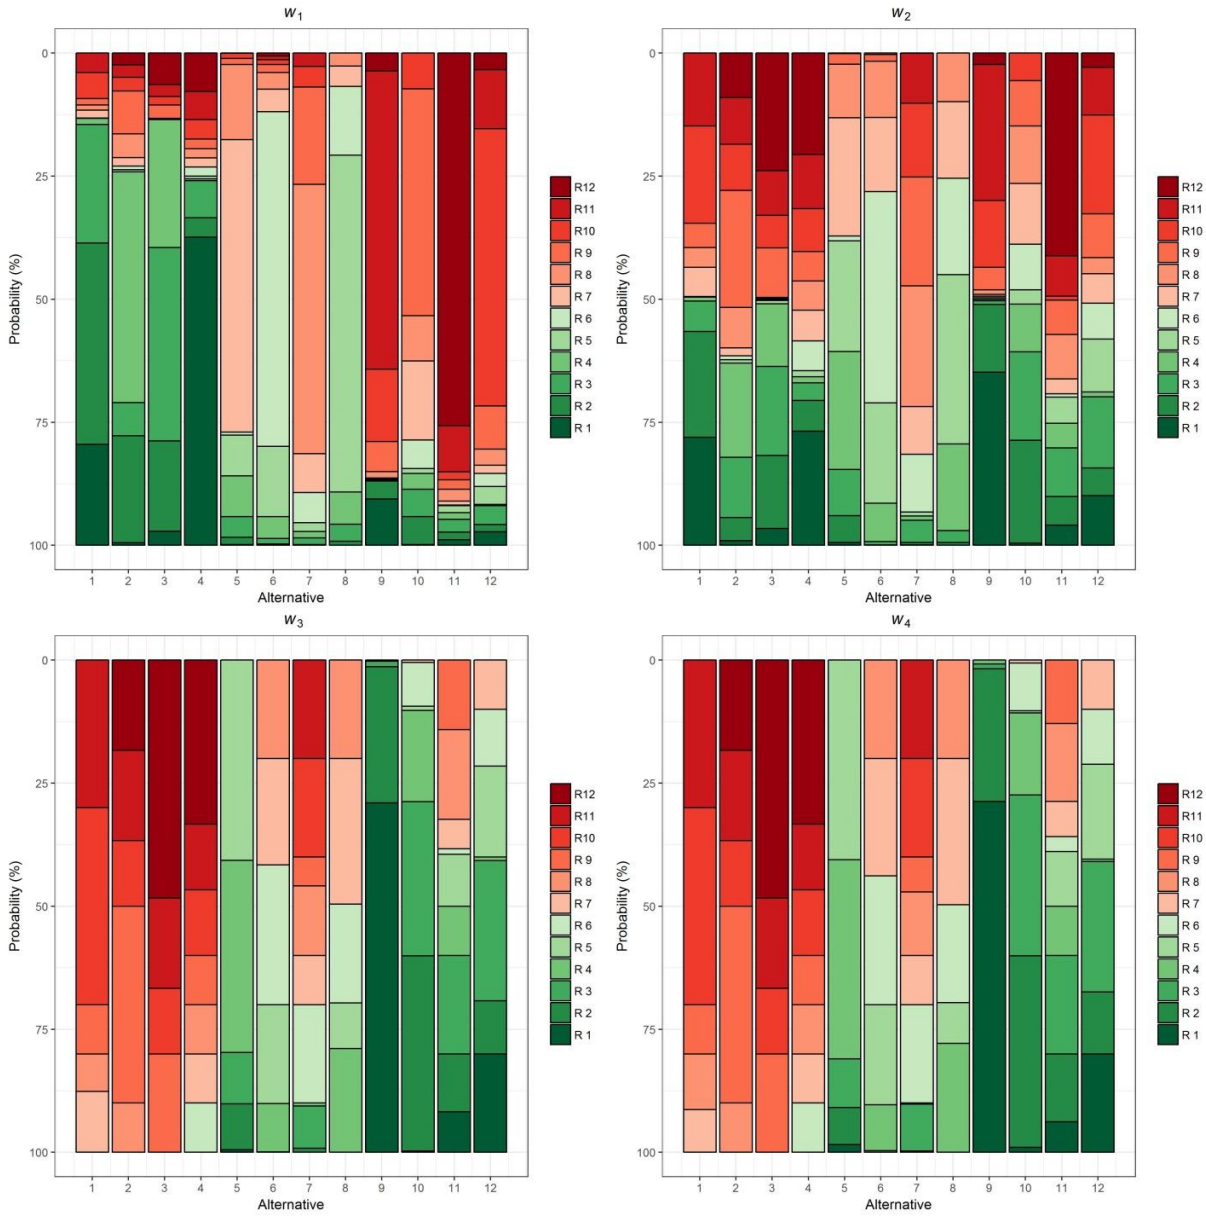 w1
Probability (%)
0
25
50
75
100
1 2 3 4 5 6 7 8 9 10 11 12
Alternative
R12
R11
R10
R 9
R 8
R 7
R 6
R 5
R 4
R 3
R 2
R 1
w2
Probability (%)
0
25
50
75
100
1 2 3 4 5 6 7 8 9 10 11 12
Alternative
R12
R11
R10
R 9
R 8
R 7
R 6
R 5
R 4
R 3
R 2
R 1
w3
Probability (%)
0
25
50
75
100
1 2 3 4 5 6 7 8 9 10 11 12
Alternative
R12
R11
R10
R 9
R 8
R 7
R 6
R 5
R 4
R 3
R 2
R 1
w4
Probability (%)
0
25
50
75
100
1 2 3 4 5 6 7 8 9 10 11 12
Alternative
R12
R11
R10
R 9
R 8
R 7
R 6
R 5
R 4
R 3
R 2
R 1